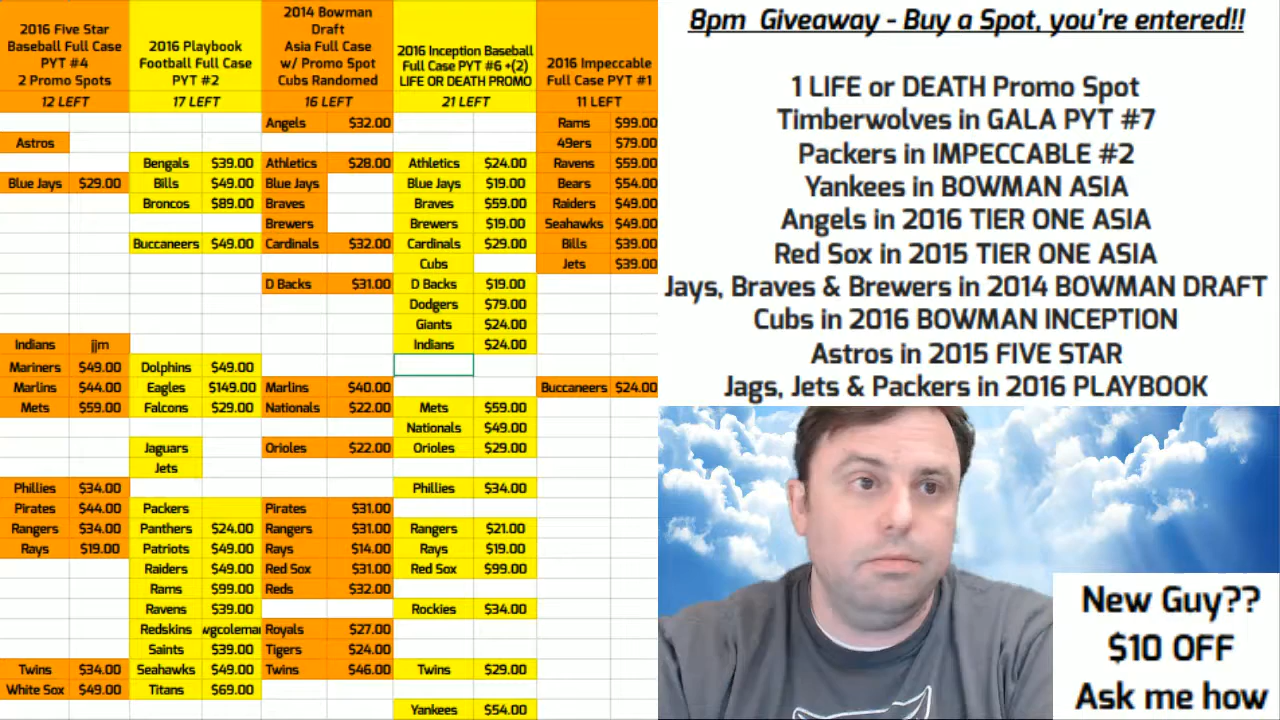 2016 Five Star
Baseball Full Case
PYT #4
2 Promo Spots
12 LEFT
Astros
Blue Jays $29.00
Indians jjm
Mariners $49.00
Marlins $44.00
Mets $59.00
Phillies $34.00
Pirates $44.00
Rangers $34.00
Rays $19.00
Twins $34.00
White Sox $49.00
2016 Playbook
Football Full Case
PYT #2
17 LEFT
Bengals $39.00
Bills $49.00
Broncos $89.00
Buccaneers $49.00
Dolphins $49.00
Eagles $149.00
Falcons $29.00
Jaguars
Jets
Packers
Panthers $24.00
Patriots $49.00
Raiders $49.00
Rams $99.00
Ravens $39.00
Redskins wgcoleman
Saints $39.00
Seahawks $49.00
Titans $69.00
2014 Bowman
Draft
Asia Full Case
w/ Promo Spot
Cubs Randomed
16 LEFT
Angels $32.00
Athletics $28.00
Blue Jays
Braves
Brewers
Cardinals $32.00
D Backs $31.00
Marlins $40.00
Nationals $22.00
Orioles $22.00
Pirates $31.00
Rangers $31.00
Rays $14.00
Red Sox $31.00
Reds $32.00
Royals $27.00
Tigers $24.00
Twins $46.00
2016 Inception Baseball
Full Case PYT #6 +(2)
LIFE OR DEATH PROMO
21 LEFT
Athletics $24.00
Blue Jays $19.00
Braves $59.00
Brewers $19.00
Cardinals $29.00
Cubs
D Backs $19.00
Dodgers $79.00
Giants $24.00
Indians $24.00
Mets $59.00
Nationals $49.00
Orioles $29.00
Phillies $34.00
Rangers $21.00
Rays $19.00
Red Sox $99.00
Rockies $34.00
Twins $29.00
Yankees $54.00
2016 Impeccable
Full Case PYT #1
11 LEFT
Rams $99.00
49ers $79.00
Ravens $59.00
Bears $54.00
Raiders $49.00
Seahawks $49.00
Bills $39.00
Jets $39.00
Buccaneers $24.00
8pm Giveaway - Buy a Spot, you're entered!!
1 LIFE or DEATH Promo Spot
Timberwolves in GALA PYT #7
Packers in IMPECCABLE #2
Yankees in BOWMAN ASIA
Angels in 2016 TIER ONE ASIA
Red Sox in 2015 TIER ONE ASIA
Jays, Braves & Brewers in 2014 BOWMAN DRAFT
Cubs in 2016 BOWMAN INCEPTION
Astros in 2015 FIVE STAR
Jags, Jets & Packers in 2016 PLAYBOOK
New Guy??
$10 OFF
Ask me how